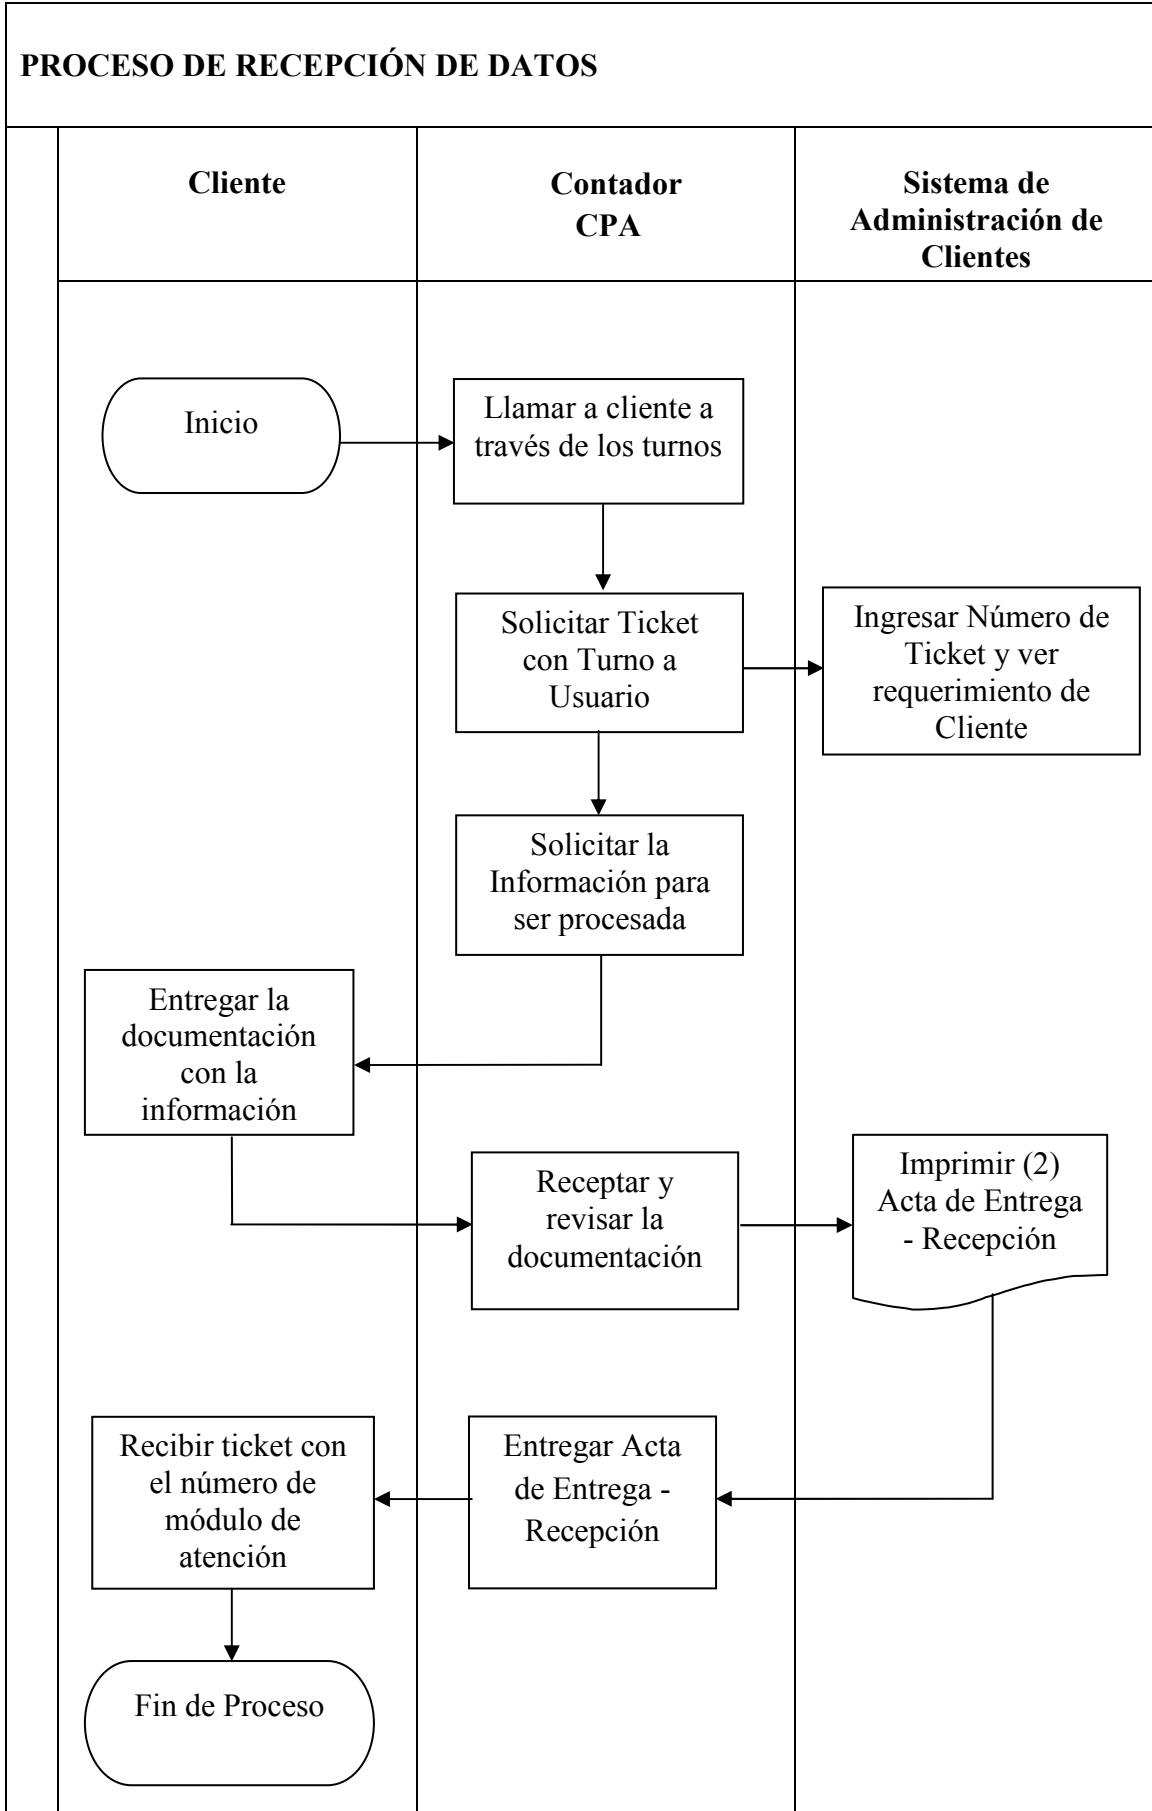 PROCESO DE RECEPCIÓN DE DATOS
Cliente
Contador
CPA
Sistema de
Administración de
Clientes
Inicio
Llamar a cliente a
través de los turnos
Solicitar Ticket
con Turno a
Usuario
Ingresar Número de
Ticket y ver
requerimiento de
Cliente
Solicitar la
Información para
ser procesada
Entregar la
documentación
con la
información
Receptar y
revisar la
documentación
Imprimir (2)
Acta de Entrega
- Recepción
Entregar Acta
de Entrega -
Recepción
Recibir ticket con
el número de
módulo de
atención
Fin de Proceso